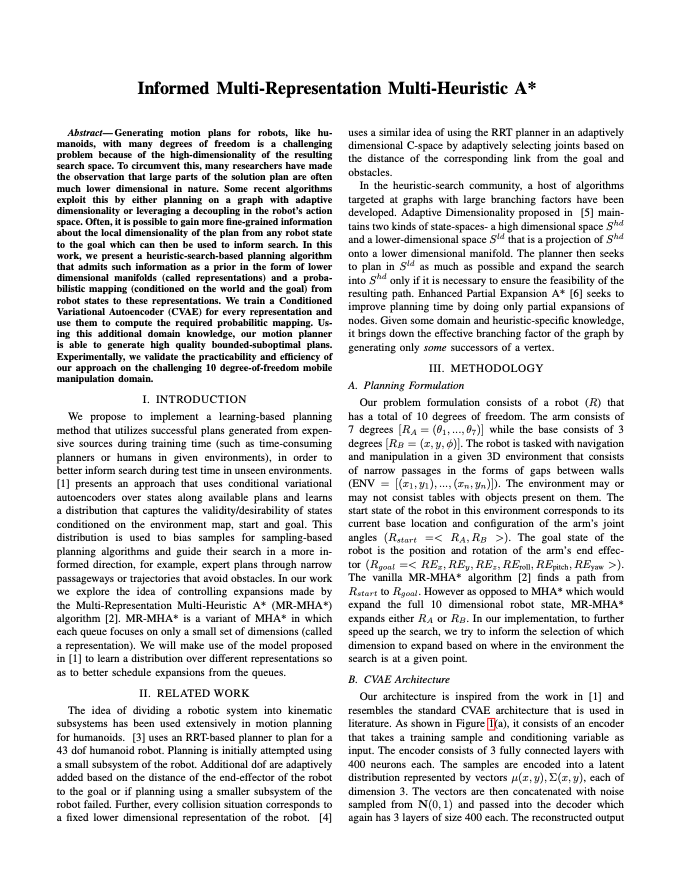 Informed Multi-Representation Multi-Heuristic A*
Abstract— Generating motion plans for robots, like hu-
manoids, with many degrees of freedom is a challenging
problem because of the high-dimensionality of the resulting
search space. To circumvent this, many researchers have made
the observation that large parts of the solution plan are often
much lower dimensional in nature. Some recent algorithms
exploit this by either planning on a graph with adaptive
dimensionality or leveraging a decoupling in the robot's action
space. Often, it is possible to gain more fine-grained information
about the local dimensionality of the plan from any robot state
to the goal which can then be used to inform search. In this
work, we present a heuristic-search-based planning algorithm
that admits such information as a prior in the form of lower
dimensional manifolds (called representations) and a proba-
bilistic mapping (conditioned on the world and the goal) from
robot states to these representations. We train a Conditioned
Variational Autoencoder (CVAE) for every representation and
use them to compute the required probabilitic mapping. Us-
ing this additional domain knowledge, our motion planner
is able to generate high quality bounded-suboptimal plans.
Experimentally, we validate the practicability and efficiency of
our approach on the challenging 10 degree-of-freedom mobile
manipulation domain.
I. INTRODUCTION
We propose to implement a learning-based planning
method that utilizes successful plans generated from expen-
sive sources during training time (such as time-consuming
planners or humans in given environments), in order to
better inform search during test time in unseen environments.
[1] presents an approach that uses conditional variational
autoencoders over states along available plans and learns
a distribution that captures the validity/desirability of states
conditioned on the environment map, start and goal. This
distribution is used to bias samples for sampling-based
planning algorithms and guide their search in a more in-
formed direction, for example, expert plans through narrow
passageways or trajectories that avoid obstacles. In our work
we explore the idea of controlling expansions made by
the Multi-Representation Multi-Heuristic A* (MR-MHA*)
algorithm [2]. MR-MHA* is a variant of MHA* in which
each queue focuses on only a small set of dimensions (called
a representation). We will make use of the model proposed
in [1] to learn a distribution over different representations so
as to better schedule expansions from the queues.
II. RELATED WORK
The idea of dividing a robotic system into kinematic
subsystems has been used extensively in motion planning
for humanoids. [3] uses an RRT-based planner to plan for a
43 dof humanoid robot. Planning is initially attempted using
a small subsystem of the robot. Additional dof are adaptively
added based on the distance of the end-effector of the robot
to the goal or if planning using a smaller subsystem of the
robot failed. Further, every collision situation corresponds to
a fixed lower dimensional representation of the robot. [4]
uses a similar idea of using the RRT planner in an adaptively
dimensional C-space by adaptively selecting joints based on
the distance of the corresponding link from the goal and
obstacles.
In the heuristic-search community, a host of algorithms
targeted at graphs with large branching factors have been
developed. Adaptive Dimensionality proposed in [5] main-
tains two kinds of state-spaces- a high dimensional space S^{hd}
and a lower-dimensional space S^{ld} that is a projection of S^{hd}
onto a lower dimensional manifold. The planner then seeks
to plan in S^{ld} as much as possible and expand the search
into S^{hd} only if it is necessary to ensure the feasibility of the
resulting path. Enhanced Partial Expansion A* [6] seeks to
improve planning time by doing only partial expansions of
nodes. Given some domain and heuristic-specific knowledge,
it brings down the effective branching factor of the graph by
generating only some successors of a vertex.
III. METHODOLOGY
A. Planning Formulation
Our problem formulation consists of a robot (R) that
has a total of 10 degrees of freedom. The arm consists of
7 degrees [R_A = (θ_1, ..., θ_7)] while the base consists of 3
degrees [R_B = (x, y, ϕ)]. The robot is tasked with navigation
and manipulation in a given 3D environment that consists
of narrow passages in the forms of gaps between walls
(ENV = [(x_1, y_1), ..., (x_n, y_n)]). The environment may or
may not consist tables with objects present on them. The
start state of the robot in this environment corresponds to its
current base location and configuration of the arm's joint
angles (R_{start} =< R_A, R_B >). The goal state of the
robot is the position and rotation of the arm's end effec-
tor (R_{goal} =< RE_x, RE_y, RE_z, RE_{roll}, RE_{pitch}, RE_{yaw} >).
The vanilla MR-MHA* algorithm [2] finds a path from
R_{start} to R_{goal}. However as opposed to MHA* which would
expand the full 10 dimensional robot state, MR-MHA*
expands either R_A or R_B. In our implementation, to further
speed up the search, we try to inform the selection of which
dimension to expand based on where in the environment the
search is at a given point.
B. CVAE Architecture
Our architecture is inspired from the work in [1] and
resembles the standard CVAE architecture that is used in
literature. As shown in Figure 1(a), it consists of an encoder
that takes a training sample and conditioning variable as
input. The encoder consists of 3 fully connected layers with
400 neurons each. The samples are encoded into a latent
distribution represented by vectors μ(x, y), Σ(x, y), each of
dimension 3. The vectors are then concatenated with noise
sampled from N(0, 1) and passed into the decoder which
again has 3 layers of size 400 each. The reconstructed output